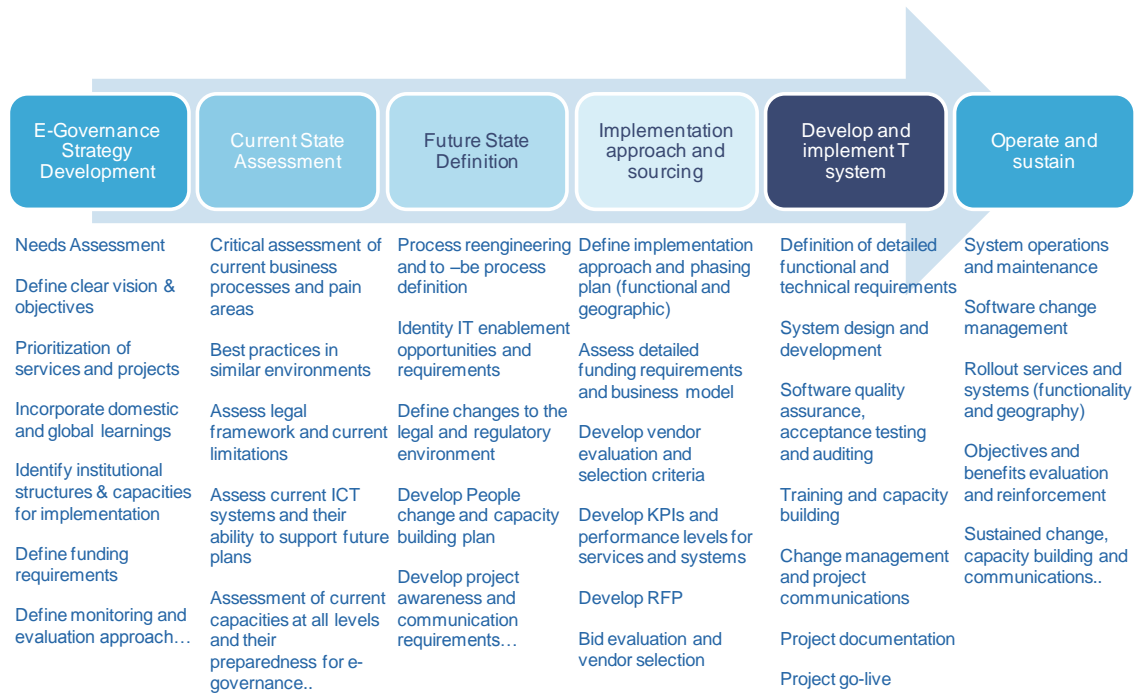 E-Governance
Strategy
Development
Current State
Assessment
Future State
Definition
Implementation
approach and
sourcing
Develop and
implement T
system
Operate and
sustain
Needs Assessment
Define clear vision &
objectives
Prioritization of
services and projects
Incorporate domestic
and global learnings
Identify institutional
structures & capacities
for implementation
Define funding
requirements
Define monitoring and
evaluation approach…
Critical assessment of
current business
processes and pain
areas
Best practices in
similar environments
Assess legal
framework and current
limitations
Assess current ICT
systems and their
ability to support future
plans
Assessment of current
capacities at all levels
and their
preparedness for e-
governance..
Process reengineering
and to –be process
definition
Identity IT enablement
opportunities and
requirements
Define changes to the
legal and regulatory
environment
Develop People
change and capacity
building plan
Develop project
awareness and
communication
requirements…
Define implementation
approach and phasing
plan (functional and
geographic)
Assess detailed
funding requirements
and business model
Develop vendor
evaluation and
selection criteria
Develop KPIs and
performance levels for
services and systems
Develop RFP
Bid evaluation and
vendor selection
Definition of detailed
functional and
technical requirements
System design and
development
Software quality
assurance,
acceptance testing
and auditing
Training and capacity
building
Change management
and project
communications
Project documentation
Project go-live
System operations
and maintenance
Software change
management
Rollout services and
systems (functionality
and geography)
Objectives and
benefits evaluation
and reinforcement
Sustained change,
capacity building and
communications..